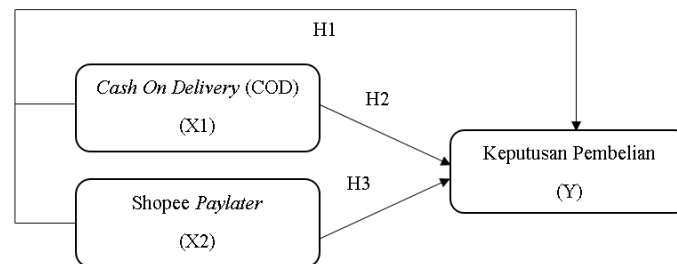 H1
Cash On Delivery (COD)
(X1)
H2
Keputusan Pembelian
(Y)
H3
Shopee Paylater
(X2)